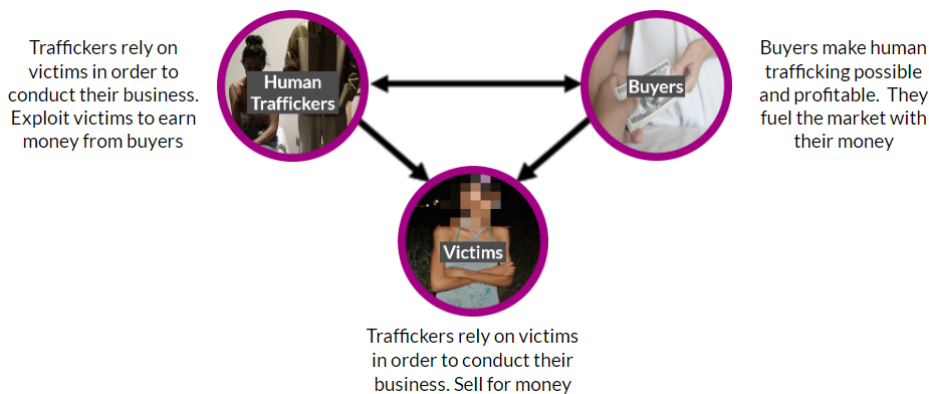 Traffickers rely on
victims in order to
conduct their business.
Exploit victims to earn
money from buyers
Human
Traffickers
Buyers
Buyers make human
trafficking possible
and profitable. They
fuel the market with
their money
Victims
Traffickers rely on victims
in order to conduct their
business. Sell for money